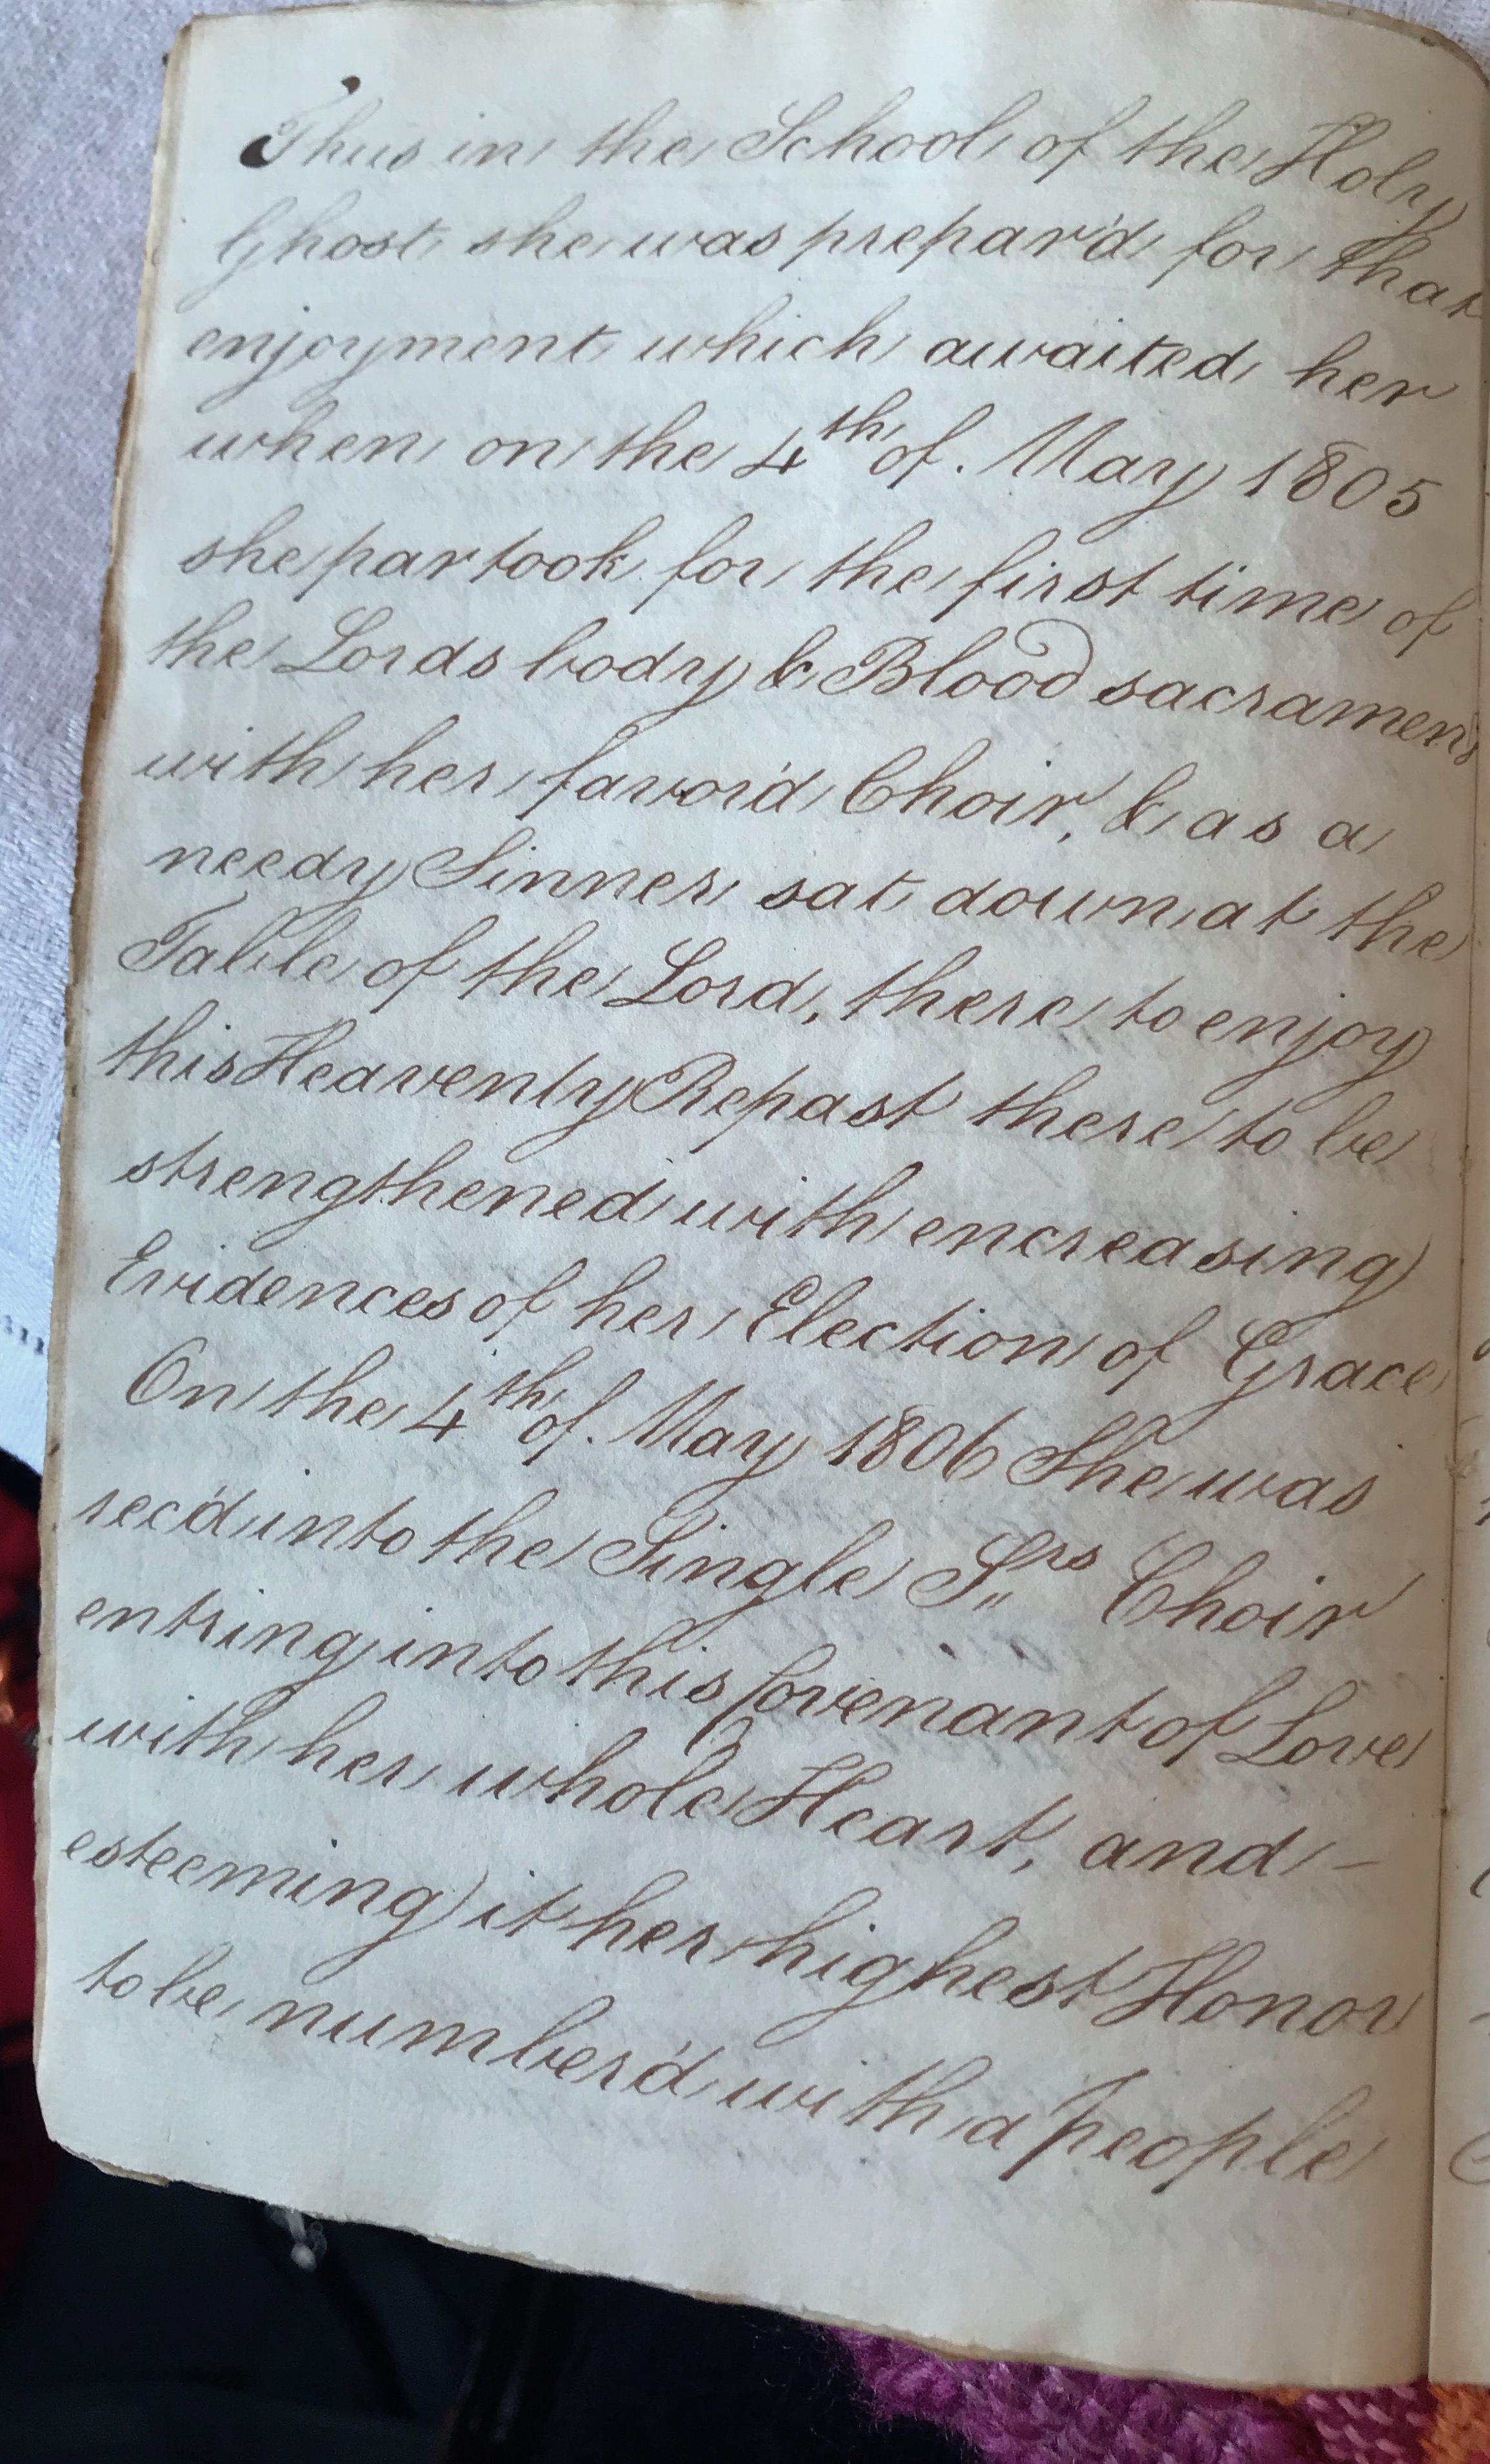 Thus in the School of the Holy
Ghost she was prepar'd for that
enjoyment which awaited her
when on the 4th of. May 1805
she partook for the first time of
the Lords body & Blood sacrament
with her favor'd Choir, & as a
needy Sinner sat down at the
Table of the Lord, there to enjoy
this Heavenly Repast there to be
strengthened with encreasing
Evidences of her Election of Grace
On the 4th of. May 1806 She was
rec'd into the Single S"rs Choir
entring into this Covenant of Love
with her whole Heart, and –
esteeming it her highest Honor
to be number'd with a People